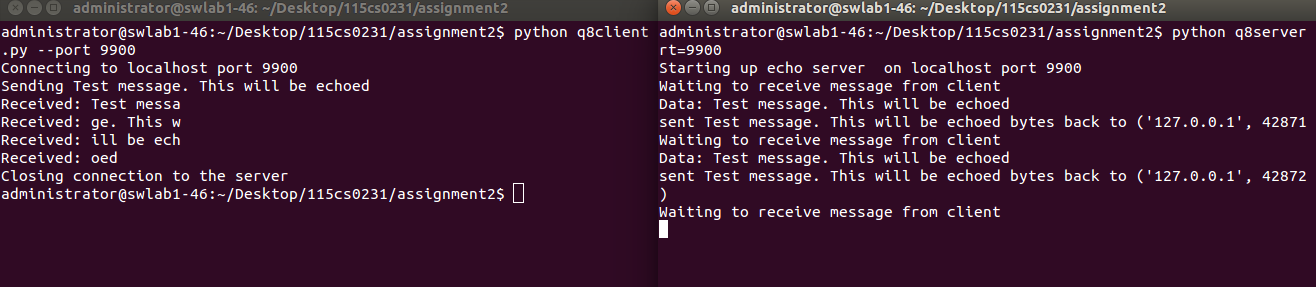 administrator@swlab1-46: ~/Desktop/115cs0231/assignment2
administrator@swlab1-46:~/Desktop/115cs0231/assignment2$ python q8client
.py --port 9900
Connecting to localhost port 9900
Sending Test message. This will be echoed
Received: Test messa
Received: ge. This w
Received: ill be ech
Received: oed
Closing connection to the server
administrator@swlab1-46:~/Desktop/115cs0231/assignment2$
administrator@swlab1-46: ~/Desktop/115cs0231/assignment2
administrator@swlab1-46:~/Desktop/115cs0231/assignment2$ python q8server
rt=9900
Starting up echo server  on localhost port 9900
Waiting to receive message from client
Data: Test message. This will be echoed
sent Test message. This will be echoed bytes back to ('127.0.0.1', 42871
Waiting to receive message from client
Data: Test message. This will be echoed
sent Test message. This will be echoed bytes back to ('127.0.0.1', 42872
)
Waiting to receive message from client